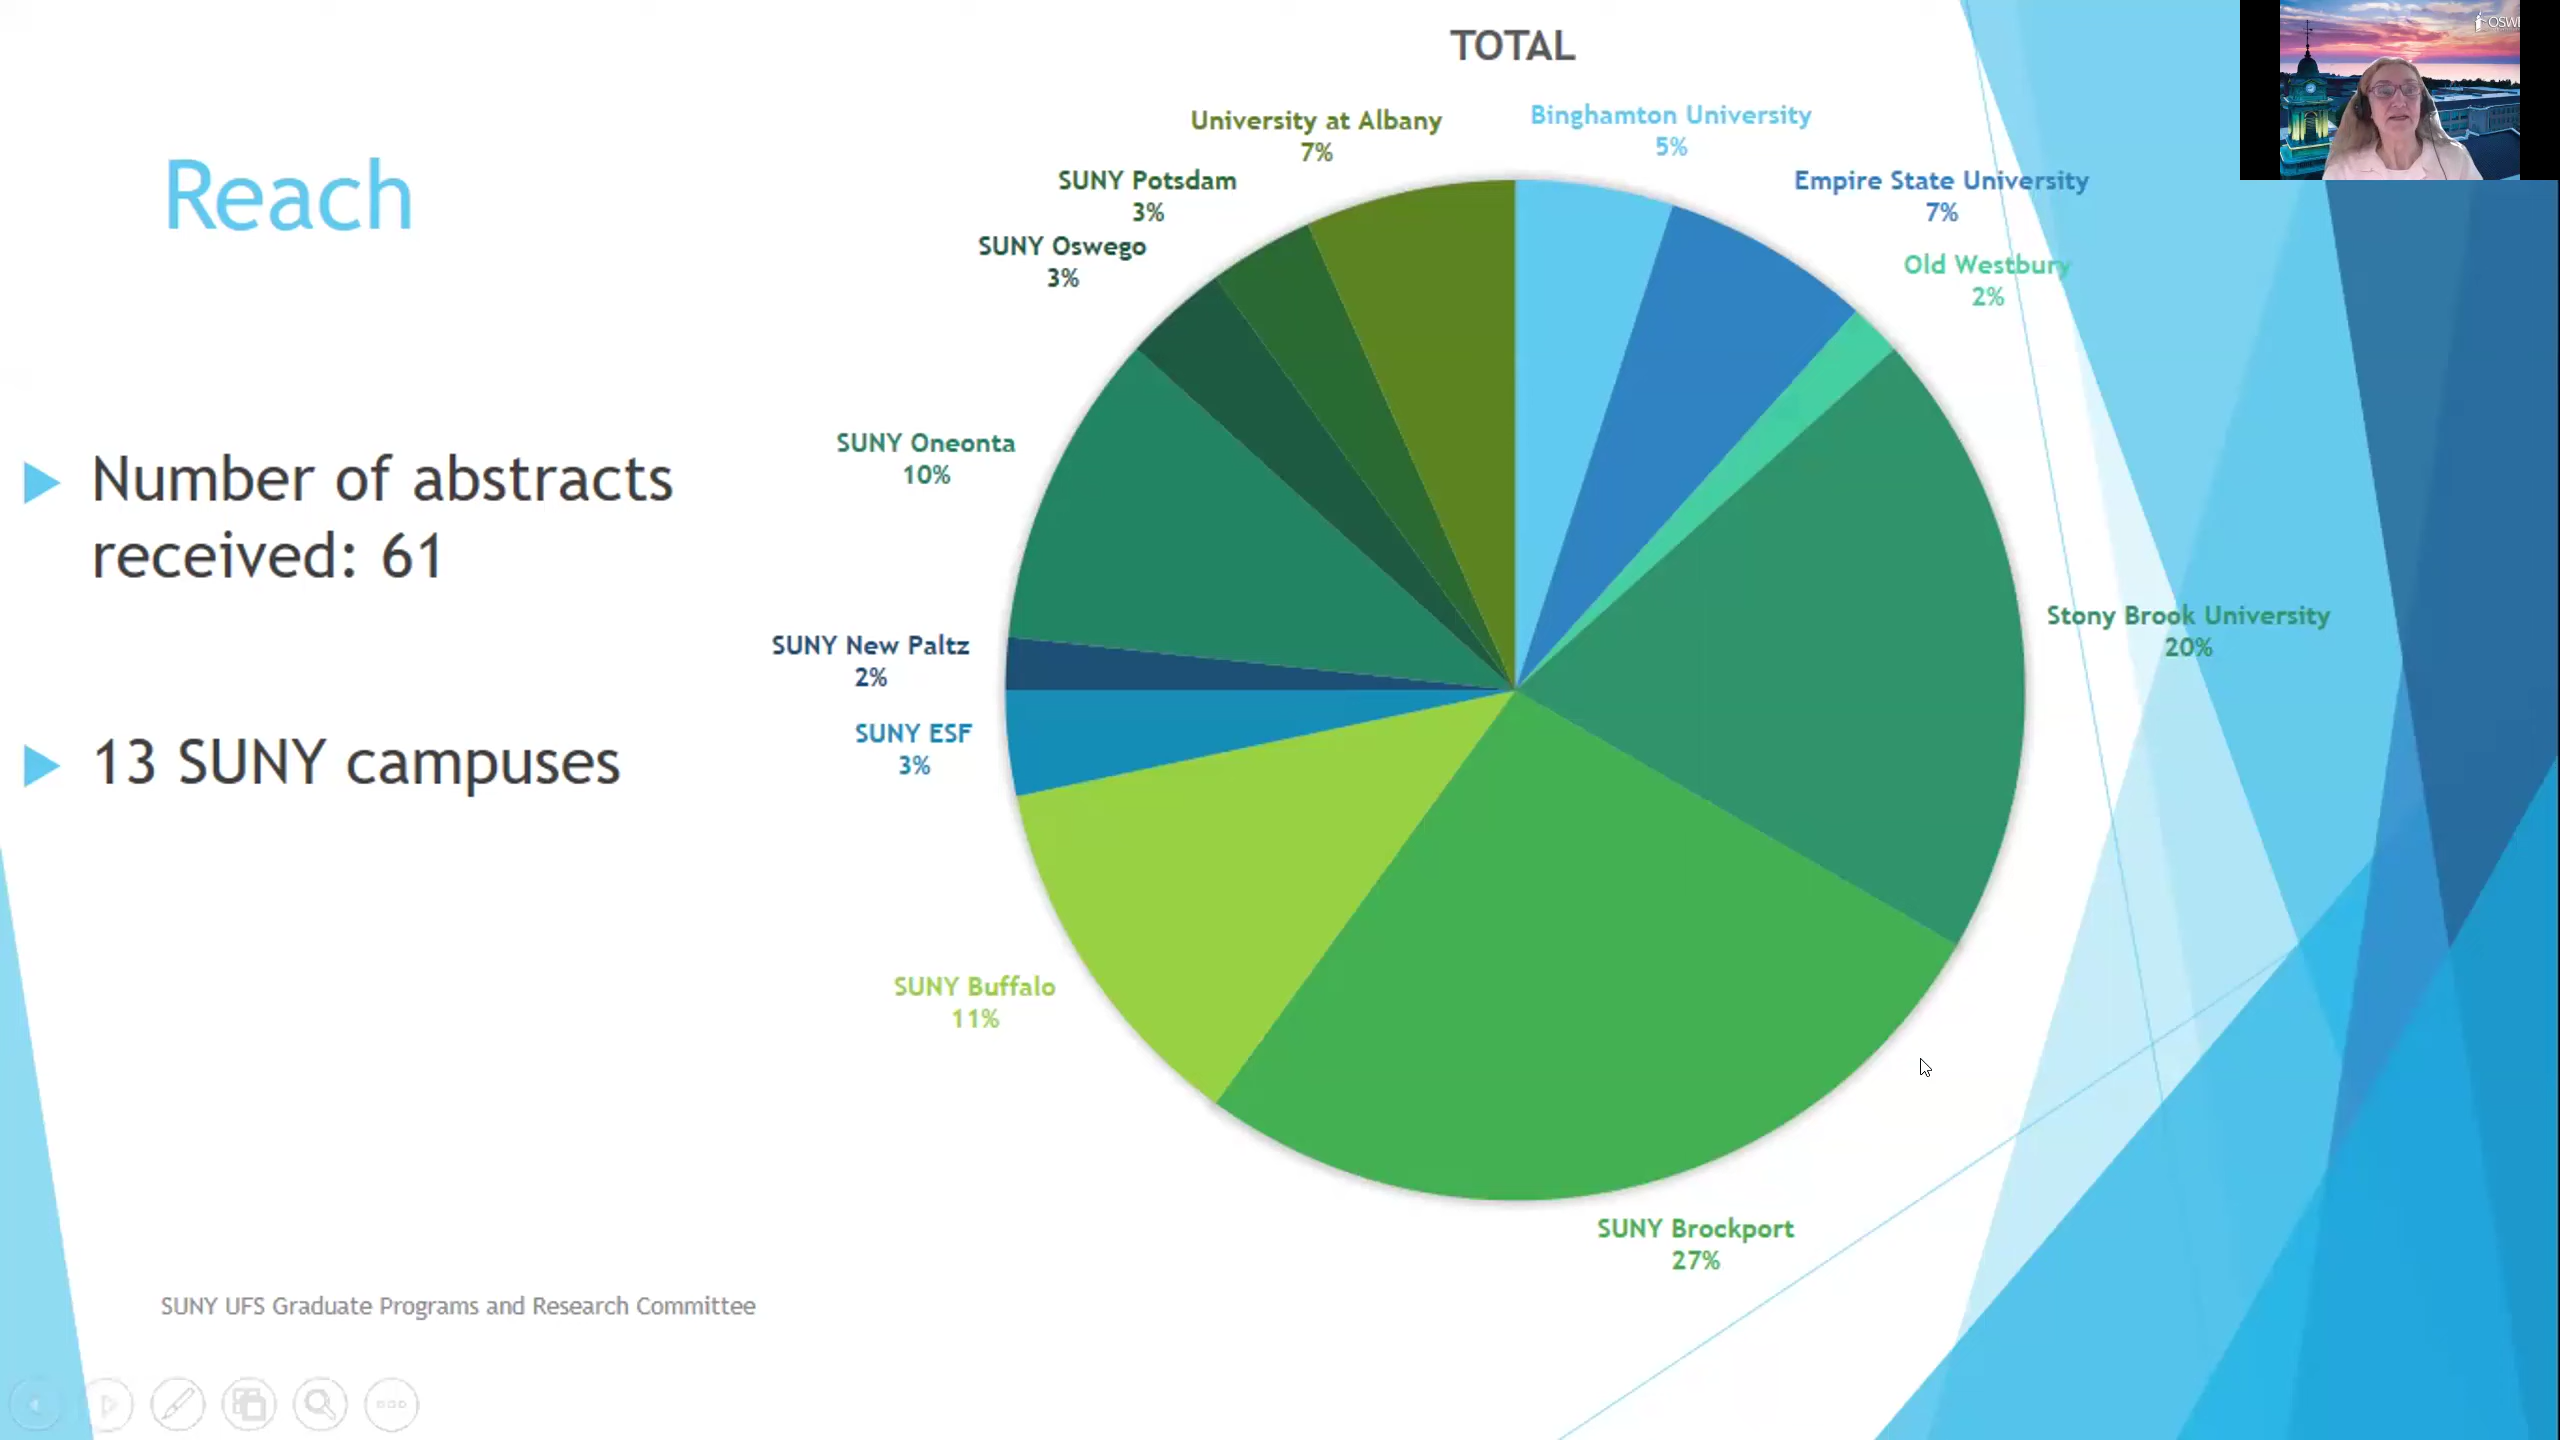 Reach
Number of abstracts
received: 61
13 SUNY campuses
TOTAL
Binghamton University
5%
Empire State University
7%
Old Westbury
2%
Stony Brook University
20%
SUNY Brockport
27%
SUNY Buffalo
11%
SUNY ESF
3%
SUNY New Paltz
2%
SUNY Oneonta
10%
SUNY Oswego
3%
SUNY Potsdam
3%
University at Albany
7%
SUNY UFS Graduate Programs and Research Committee